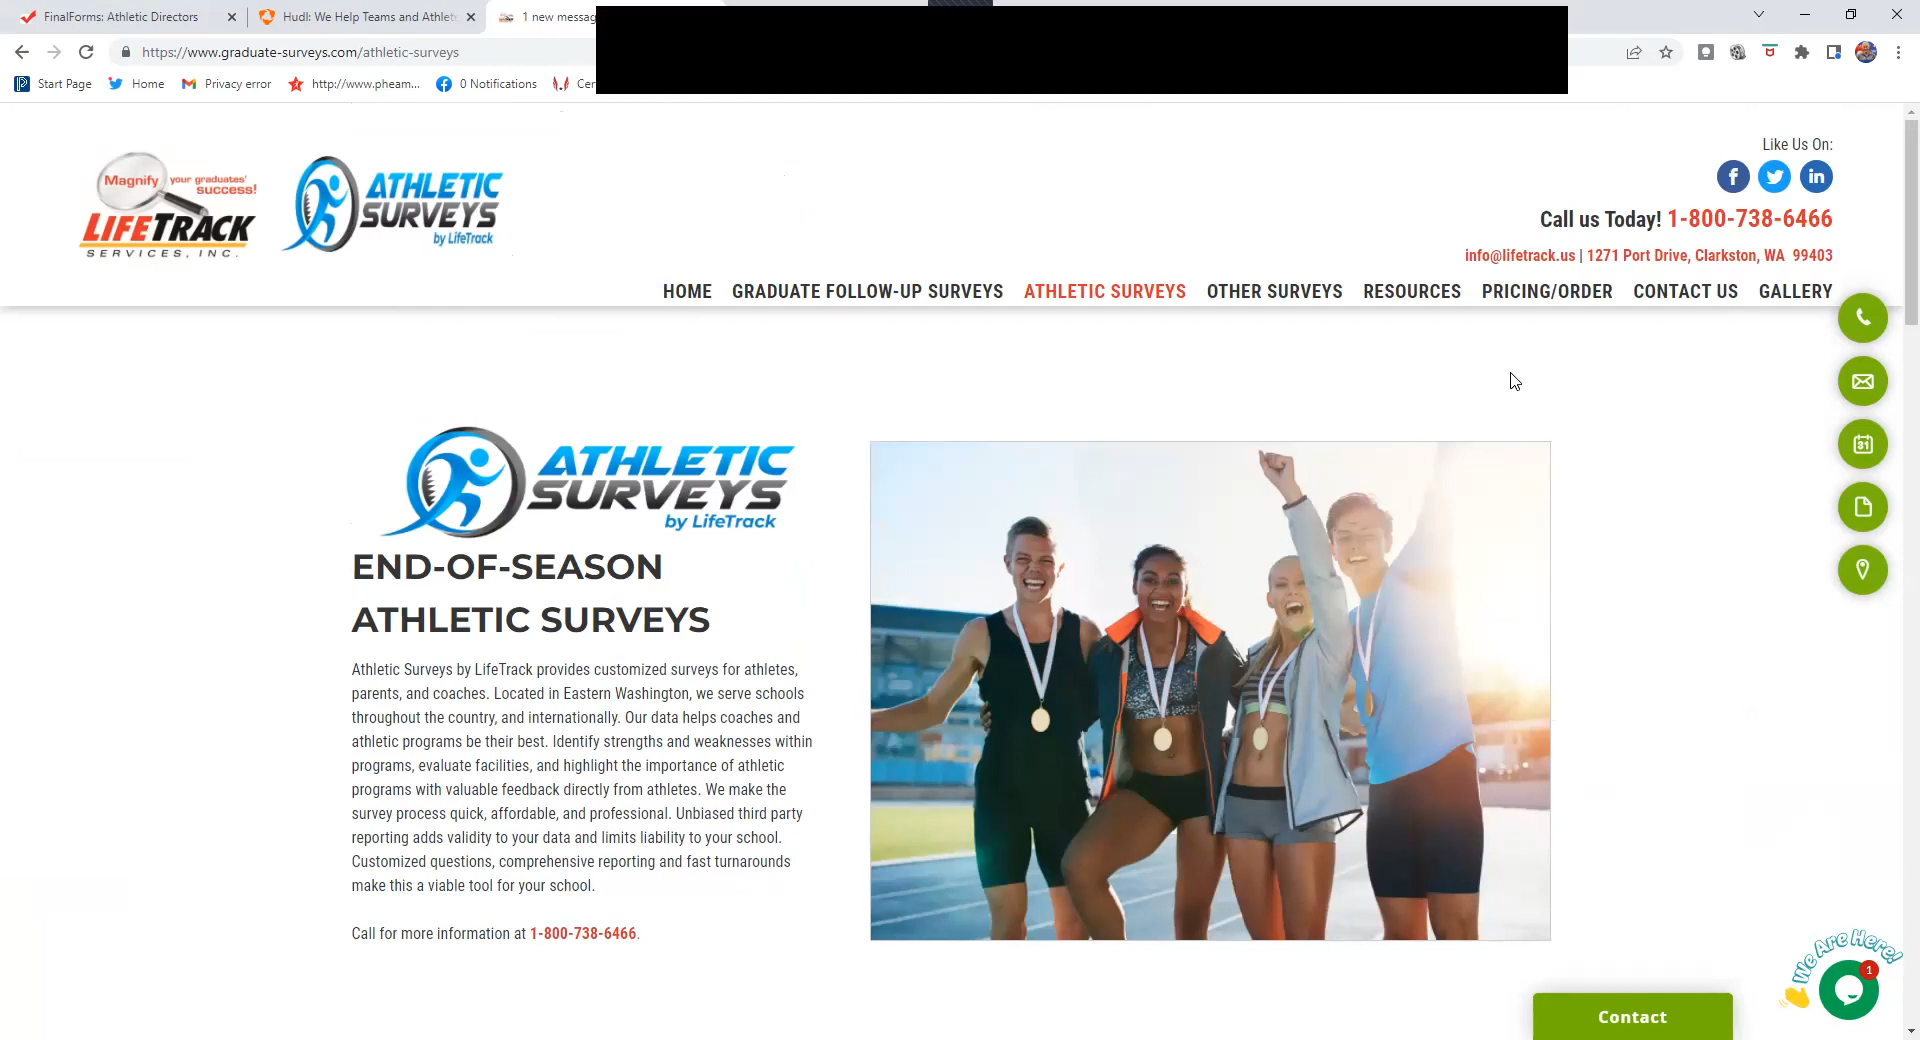 FinalForms: Athletic Directors
Hudl: We Help Teams and Athlet
1 new messag
https://www.graduate-surveys.com/athletic-surveys
Start Page
Home
Privacy error
http://www.pheam...
0 Notifications
Cer
Magnify your graduates' success!
LIFETRACK
SERVICES, INC.
ATHLETIC
SURVEYS
by LifeTrack
Like Us On:
Call us Today! 1-800-738-6466
info@lifetrack.us | 1271 Port Drive, Clarkston, WA 99403
HOME GRADUATE FOLLOW-UP SURVEYS ATHLETIC SURVEYS OTHER SURVEYS RESOURCES PRICING/ORDER CONTACT US GALLERY
31
ATHLETIC
SURVEYS
by LifeTrack
END-OF-SEASON
ATHLETIC SURVEYS
Athletic Surveys by LifeTrack provides customized surveys for athletes,
parents, and coaches. Located in Eastern Washington, we serve schools
throughout the country, and internationally. Our data helps coaches and
athletic programs be their best. Identify strengths and weaknesses within
programs, evaluate facilities, and highlight the importance of athletic
programs with valuable feedback directly from athletes. We make the
survey process quick, affordable, and professional. Unbiased third party
reporting adds validity to your data and limits liability to your school.
Customized questions, comprehensive reporting and fast turnarounds
make this a viable tool for your school.
Call for more information at 1-800-738-6466.
We Are Here!
1
Contact